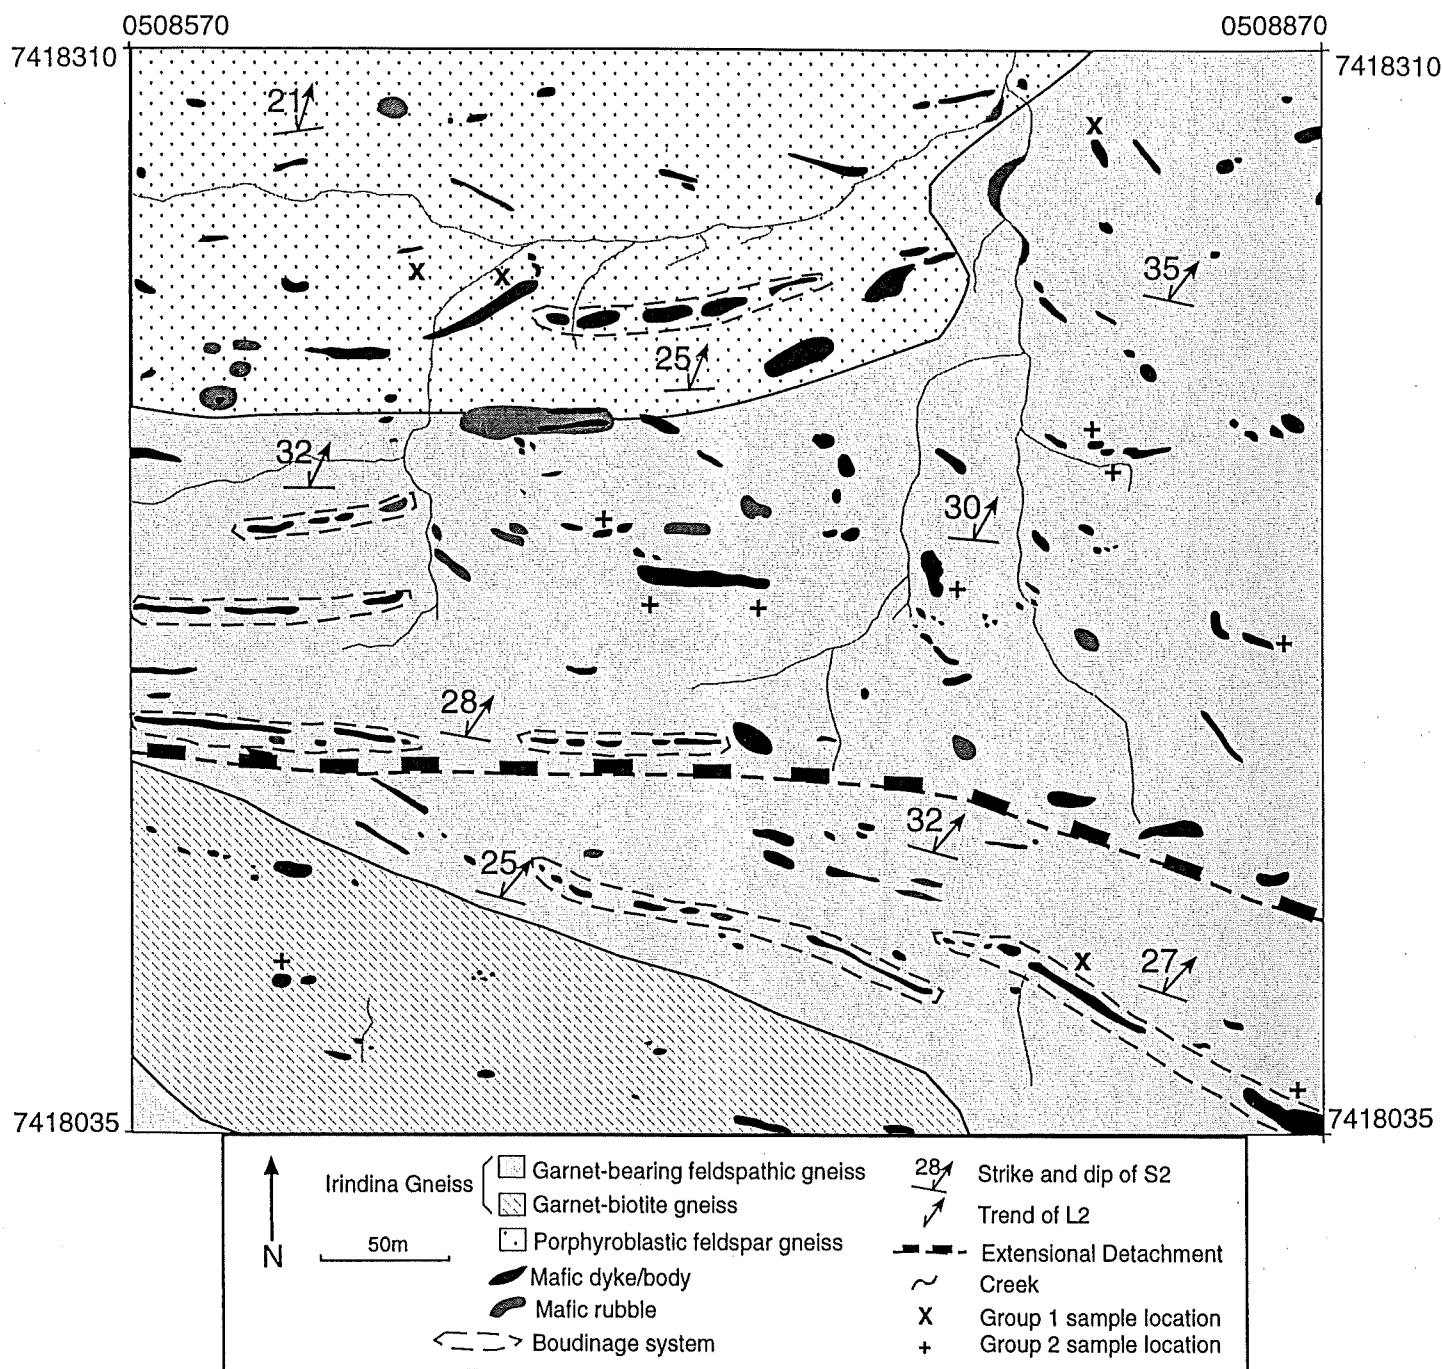 0508570
0508870
7418310
7418310
21
X
35
X
X
25
32
+
+
30
+
+
+
+
+
28
32
25
+
X
27
+
7418035
7418035
N
50m
Irindina Gneiss
Garnet-bearing feldspathic gneiss
Garnet-biotite gneiss
Porphyroblastic feldspar gneiss
Mafic dyke/body
Mafic rubble
Boudinage system
28
Strike and dip of S2
Trend of L2
Extensional Detachment
Creek
X Group 1 sample location
+ Group 2 sample location